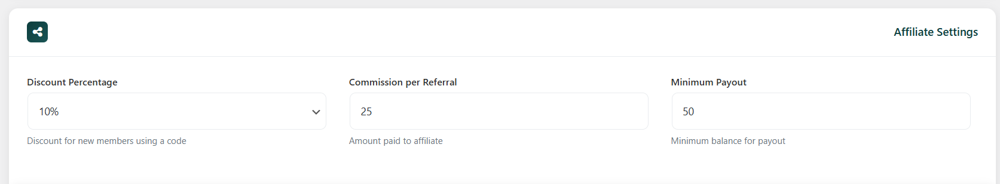 Affiliate Settings
Discount Percentage
10%
Discount for new members using a code
Commission per Referral
25
Amount paid to affiliate
Minimum Payout
50
Minimum balance for payout